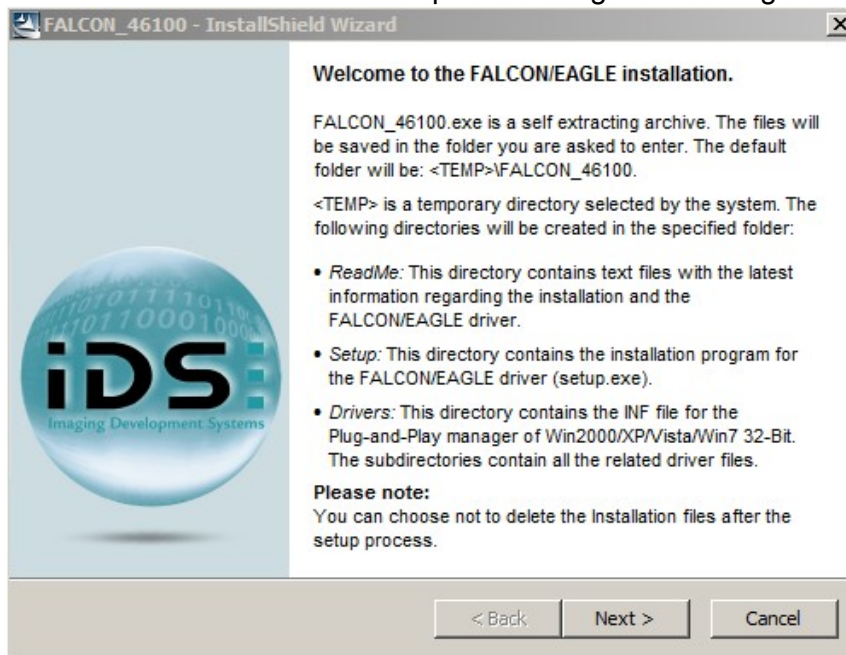 FALCON_46100 - InstallShield Wizard
Welcome to the FALCON/EAGLE installation.
FALCON_46100.exe is a self extracting archive. The files will
be saved in the folder you are asked to enter. The default
folder will be: <TEMP>\FALCON_46100.
<TEMP> is a temporary directory selected by the system. The
following directories will be created in the specified folder:
• ReadMe: This directory contains text files with the latest
information regarding the installation and the
FALCON/EAGLE driver.
• Setup: This directory contains the installation program for
the FALCON/EAGLE driver (setup.exe).
• Drivers: This directory contains the INF file for the
Plug-and-Play manager of Win2000/XP/Vista/Win7 32-Bit.
The subdirectories contain all the related driver files.
Please note:
You can choose not to delete the Installation files after the
setup process.
iDS:
Imaging Development Systems
< Back
Next >
Cancel